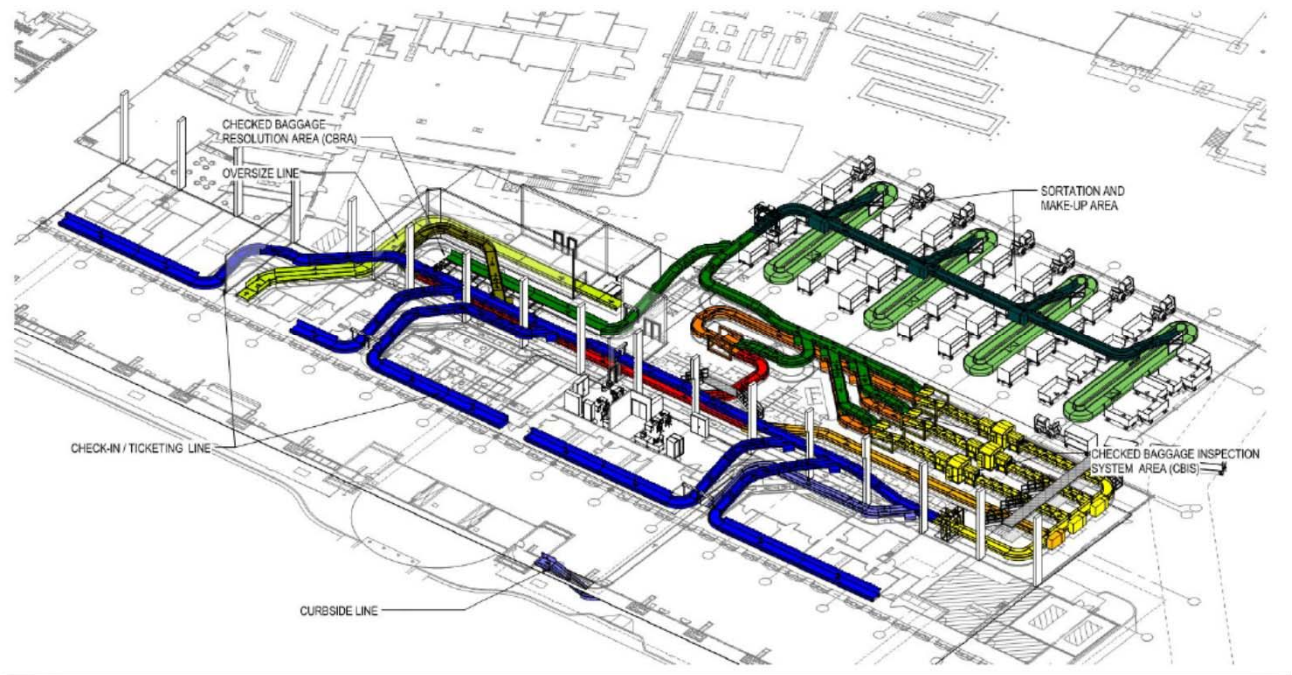 CHECKED BAGGAGE
RESOLUTION AREA (CBRA)
OVERSIZE LINE
SORTATION AND
MAKE-UP AREA
CHECK-IN / TICKETING LINE
CHECKED BAGGAGE INSPECTION
SYSTEM AREA (CBIS)
CURBSIDE LINE